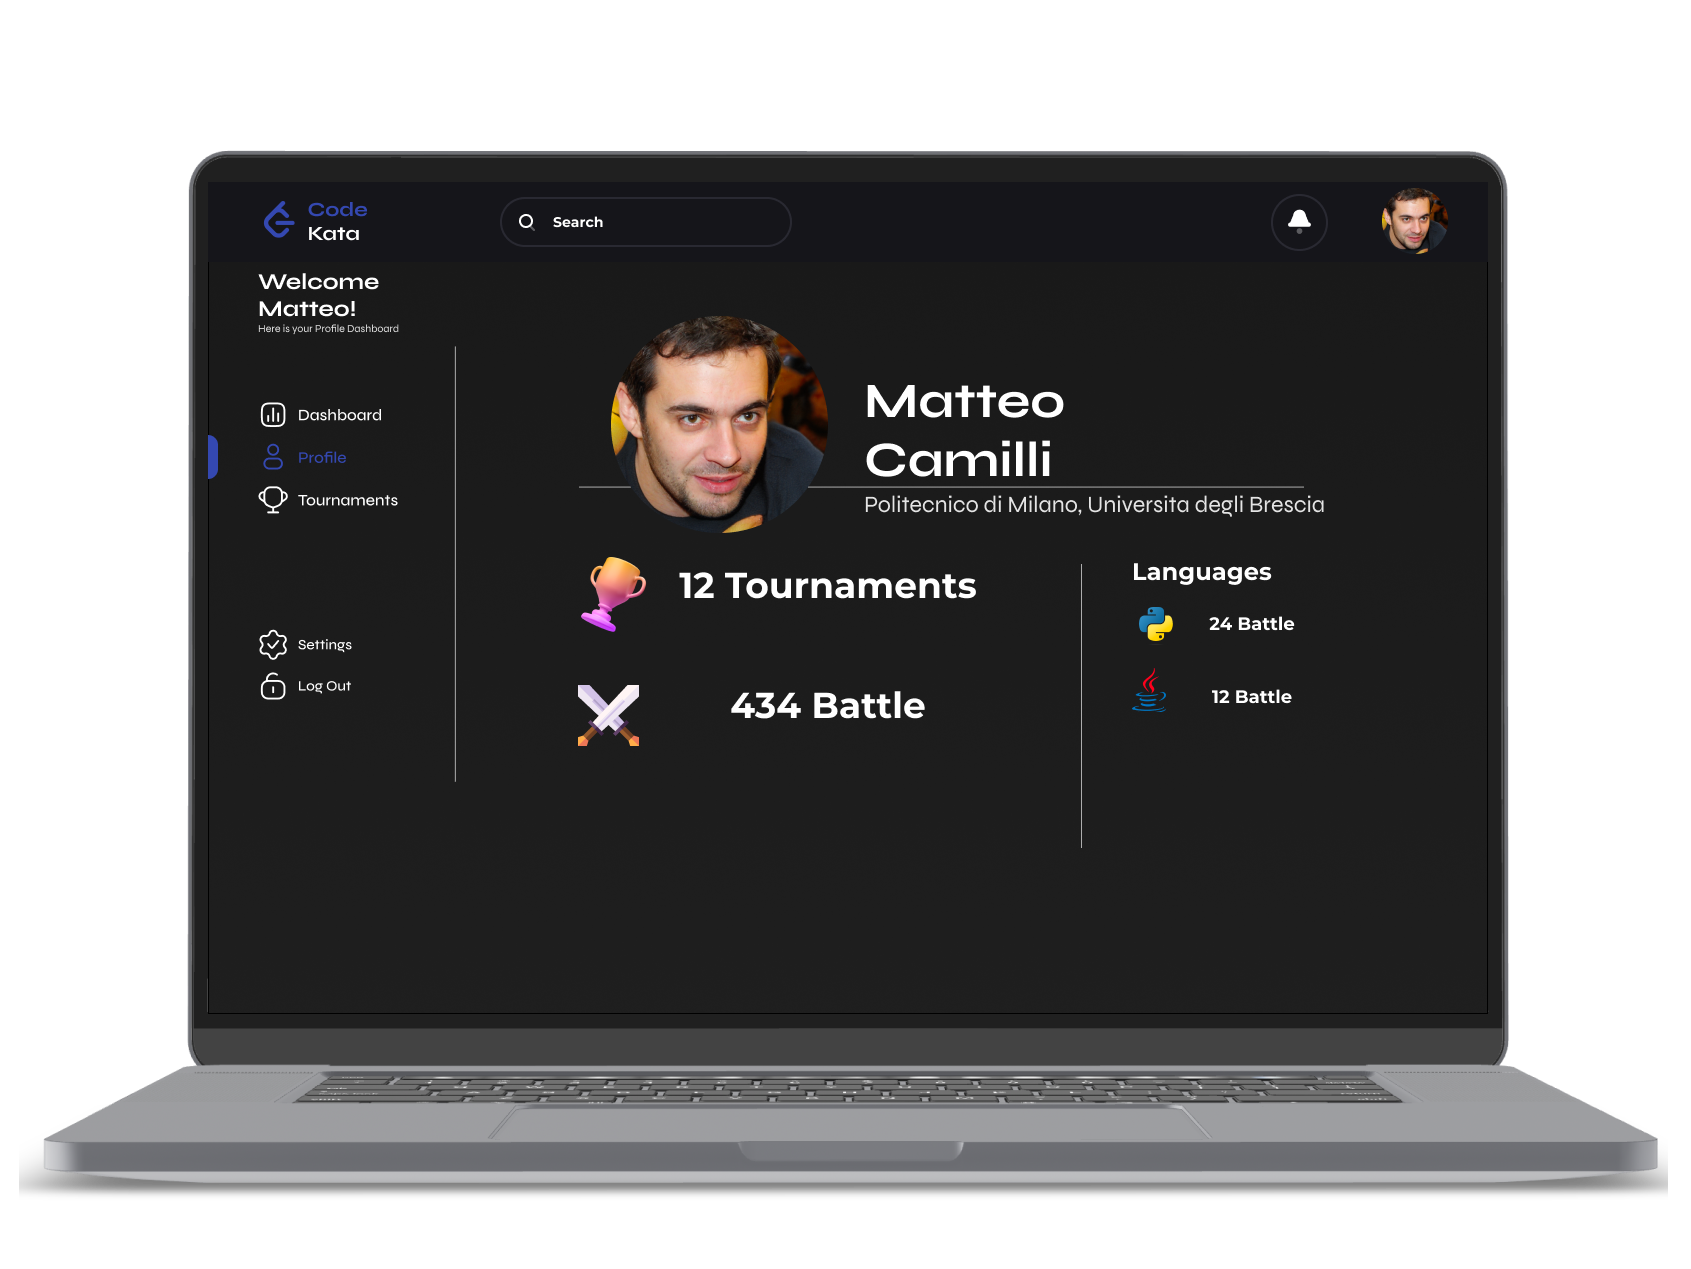 Code
Kata
Search
Welcome
Matteo!
Here is your Profile Dashboard
Dashboard
Profile
Tournaments
Settings
Log Out
Matteo
Camilli
Politecnico di Milano, Universita degli Brescia
12 Tournaments
434 Battle
Languages
24 Battle
12 Battle